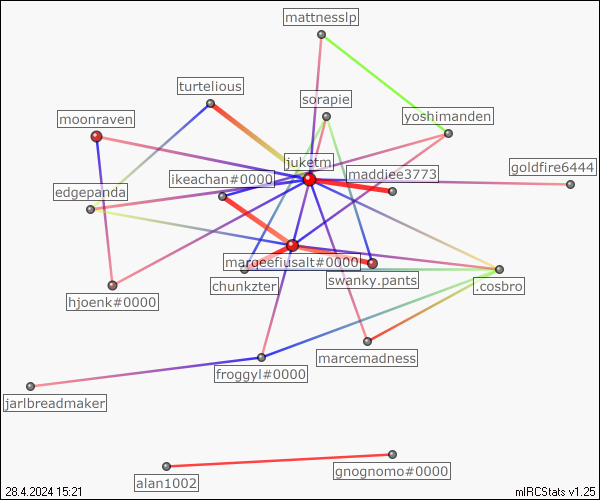 mattnesslp
turtelious
sorapie
moonraven
yoshimanden
juketm
goldfire6444
ikeachan#0000
maddiee3773
edgepanda
marqeefiusalt#0000
chunkzter
swanky.pants
.cosbro
hjoenk#0000
marcemadness
froggyl#0000
jarlbreadmaker
gnognomo#0000
alan1002
28.4.2024 15:21
mIRCStats v1.25